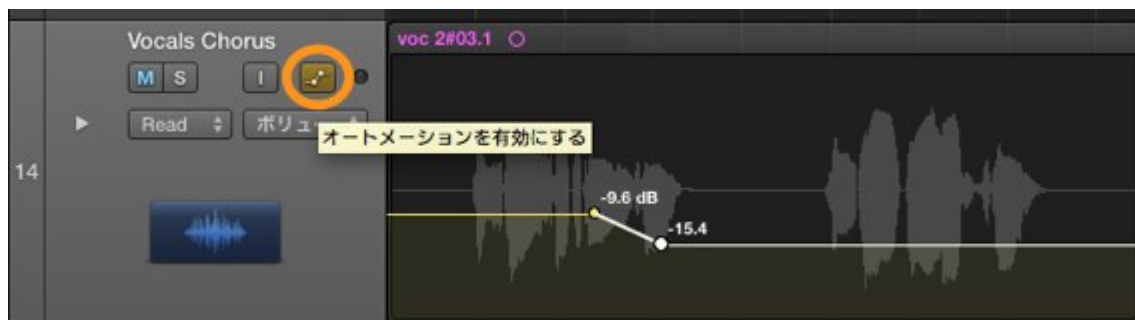 Vocals Chorus
voc 2#03.1
M S I
Read ボリュー
オートメーションを有効にする
14
-9.6 dB
-15.4